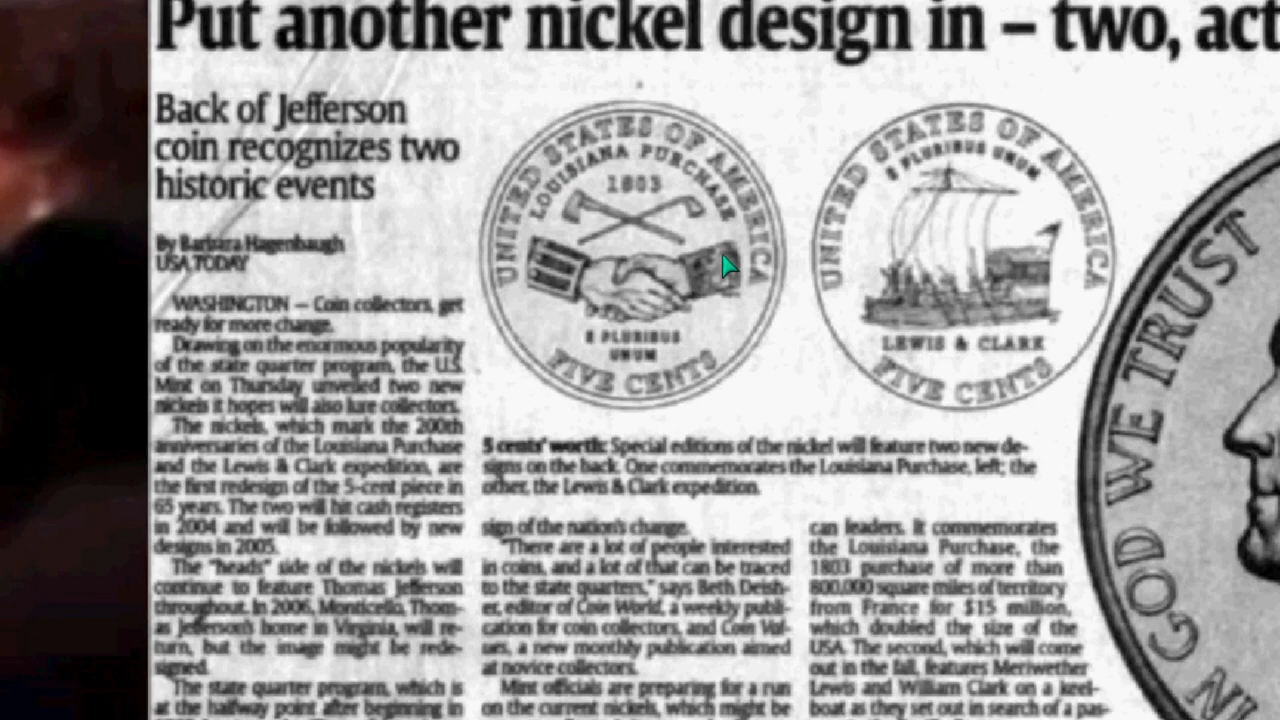 Put another nickel design in – two, act
Back of Jefferson
coin recognizes two
historic events
By Barbara Hagenbaugh
USA TODAY
WASHINGTON — Coin collectors, get
ready for more change.
Drawing on the enormous popularity
of the state quarter program, the U.S.
Mint on Thursday unveiled two new
nickels it hopes will also lure collectors.
The nickels, which mark the 200th
anniversaries of the Louisiana Purchase
and the Lewis & Clark expedition, are
the first redesign of the 5-cent piece in
65 years. The two will hit cash registers
in 2004 and will be followed by new
designs in 2005.
The "heads" side of the nickels will
continue to feature Thomas Jefferson
throughout. In 2006, Monticello, Thom-
as Jefferson's home in Virginia, will re-
turn, but the image might be rede-
signed.
The state quarter program, which is
at the halfway point after beginning in
UNITED STATES OF AMERICA
LOUISIANA PURCHASE
1803
E PLURIBUS
UNUM
FIVE CENTS
UNITED STATES OF AMERICA
E PLURIBUS UNUM
LEWIS & CLARK
FIVE CENTS
5 cents' worth: Special editions of the nickel will feature two new de-
signs on the back. One commemorates the Louisiana Purchase, left; the
other, the Lewis & Clark expedition.
sign of the nation's change.
"There are a lot of people interested
in coins, and a lot of that can be traced
to the state quarters," says Beth Deish-
er, editor of Coin World, a weekly publi-
cation for coin collectors, and Coin Val-
ues, a new monthly publication aimed
at novice collectors.
Mint officials are preparing for a run
on the current nickels, which might be
can leaders. It commemorates
the Louisiana Purchase, the
1803 purchase of more than
800,000 square miles of territory
from France for $15 million,
which doubled the size of the
USA. The second, which will come
out in the fall, features Meriwether
Lewis and William Clark on a keel-
boat as they set out in search of a pas-
IN GOD WE TRUST